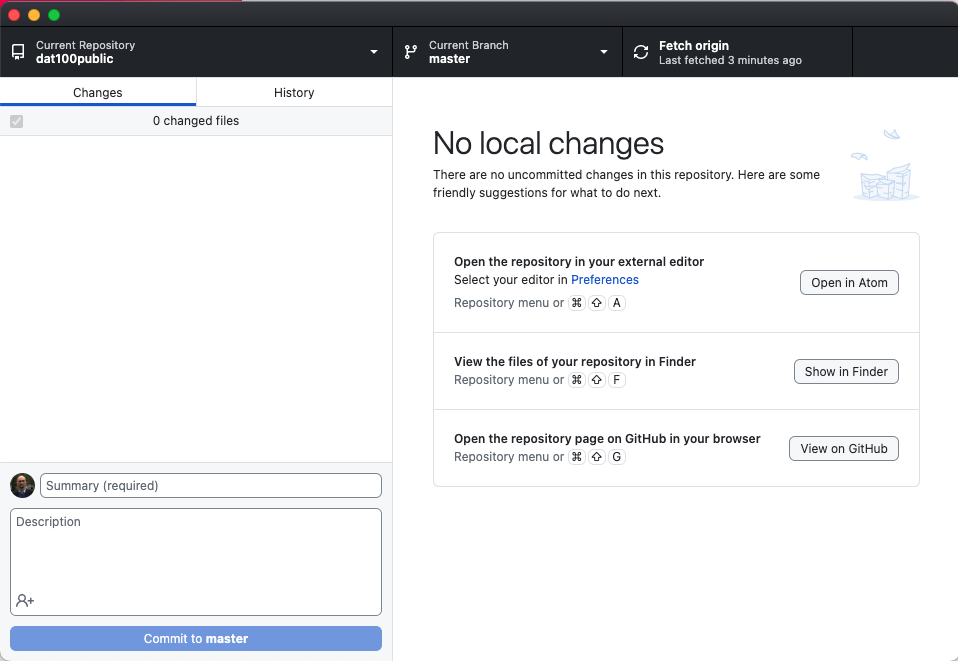 Current Repository
dat100public
Current Branch
master
Fetch origin
Last fetched 3 minutes ago
Changes
History
0 changed files
No local changes
There are no uncommitted changes in this repository. Here are some
friendly suggestions for what to do next.
Open the repository in your external editor
Select your editor in Preferences
Repository menu or ⌘ ⇧ A
Open in Atom
View the files of your repository in Finder
Repository menu or ⌘ ⇧ F
Show in Finder
Open the repository page on GitHub in your browser
Repository menu or ⌘ ⇧ G
View on GitHub
Summary (required)
Description
Commit to master